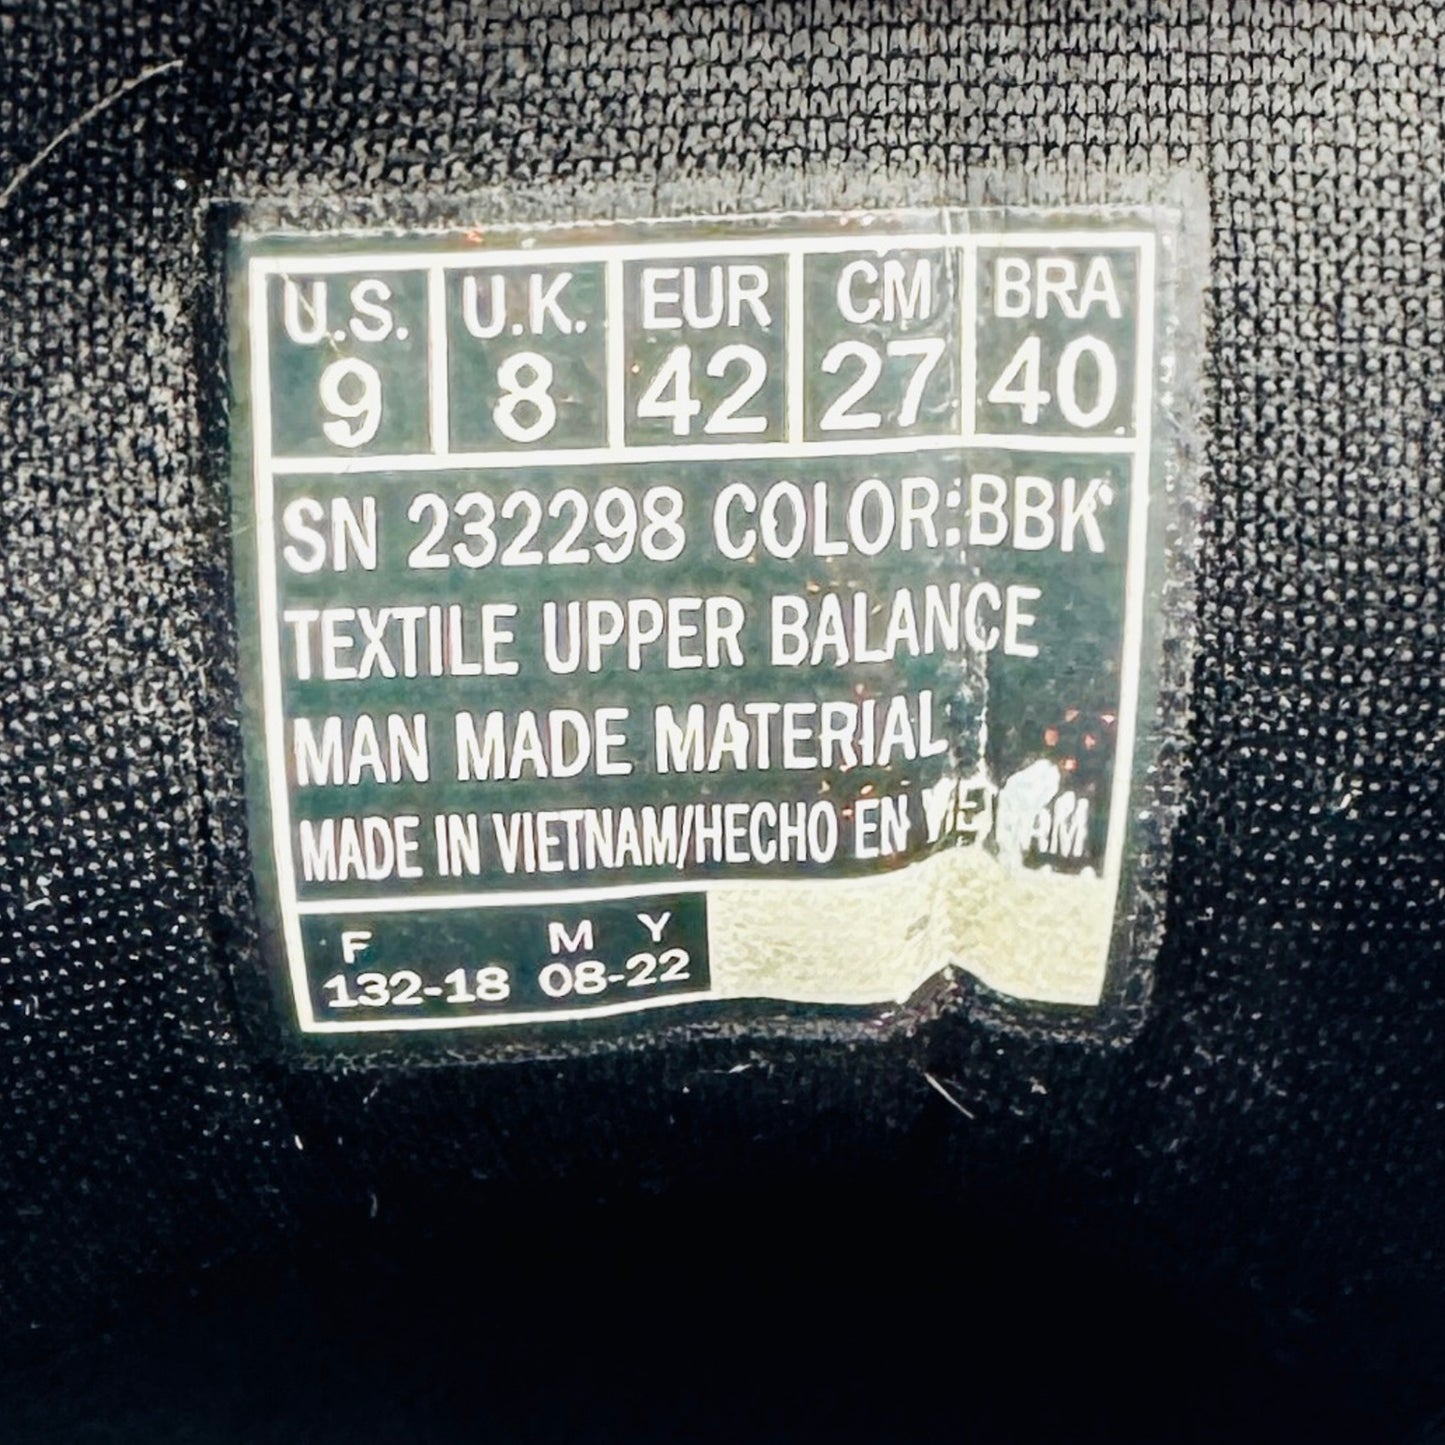 U.S. U.K. EUR CM BRA
9 8 42 27 40
SN 232298 COLOR:BBK
TEXTILE UPPER BALANCE
MAN MADE MATERIAL
MADE IN VIETNAM/HECHO EN VIETNAM
F M Y
132-18 08-22